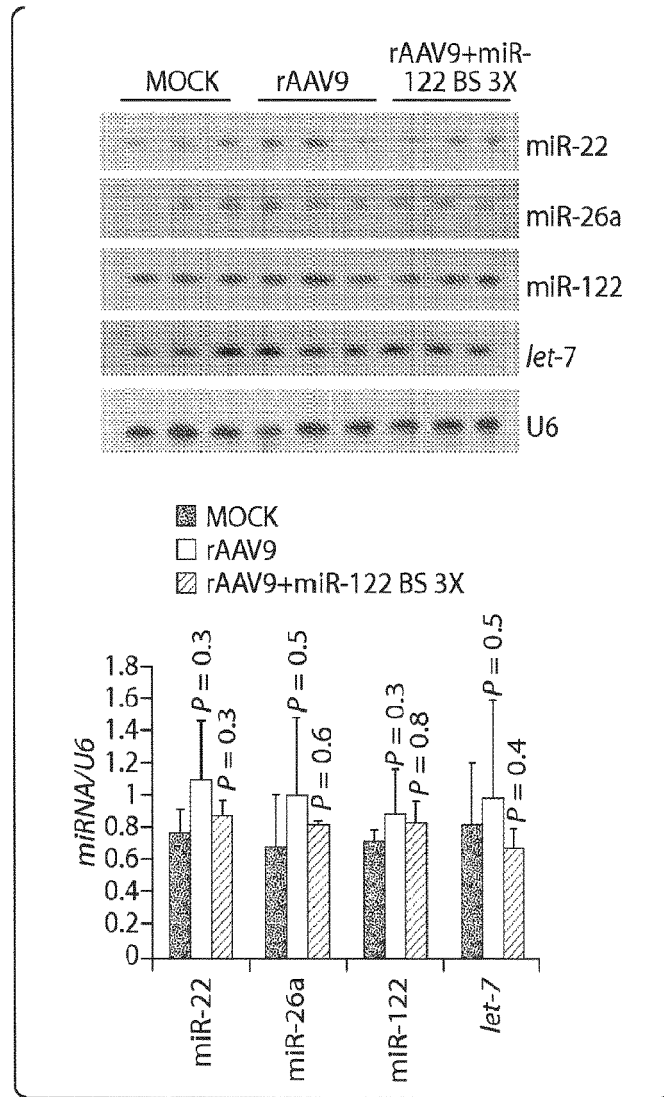 MOCK rAAV9 rAAV9+miR-
122 BS 3X
miR-22
miR-26a
miR-122
let-7
U6
MOCK
rAAV9
rAAV9+miR-122 BS 3X
miRNA/U6
1.8
1.6
1.4
1.2
1
0.8
0.6
0.4
0.2
0
P = 0.3
P = 0.3
P = 0.5
P = 0.6
P = 0.3
P = 0.8
P = 0.5
P = 0.4
miR-22
miR-26a
miR-122
let-7